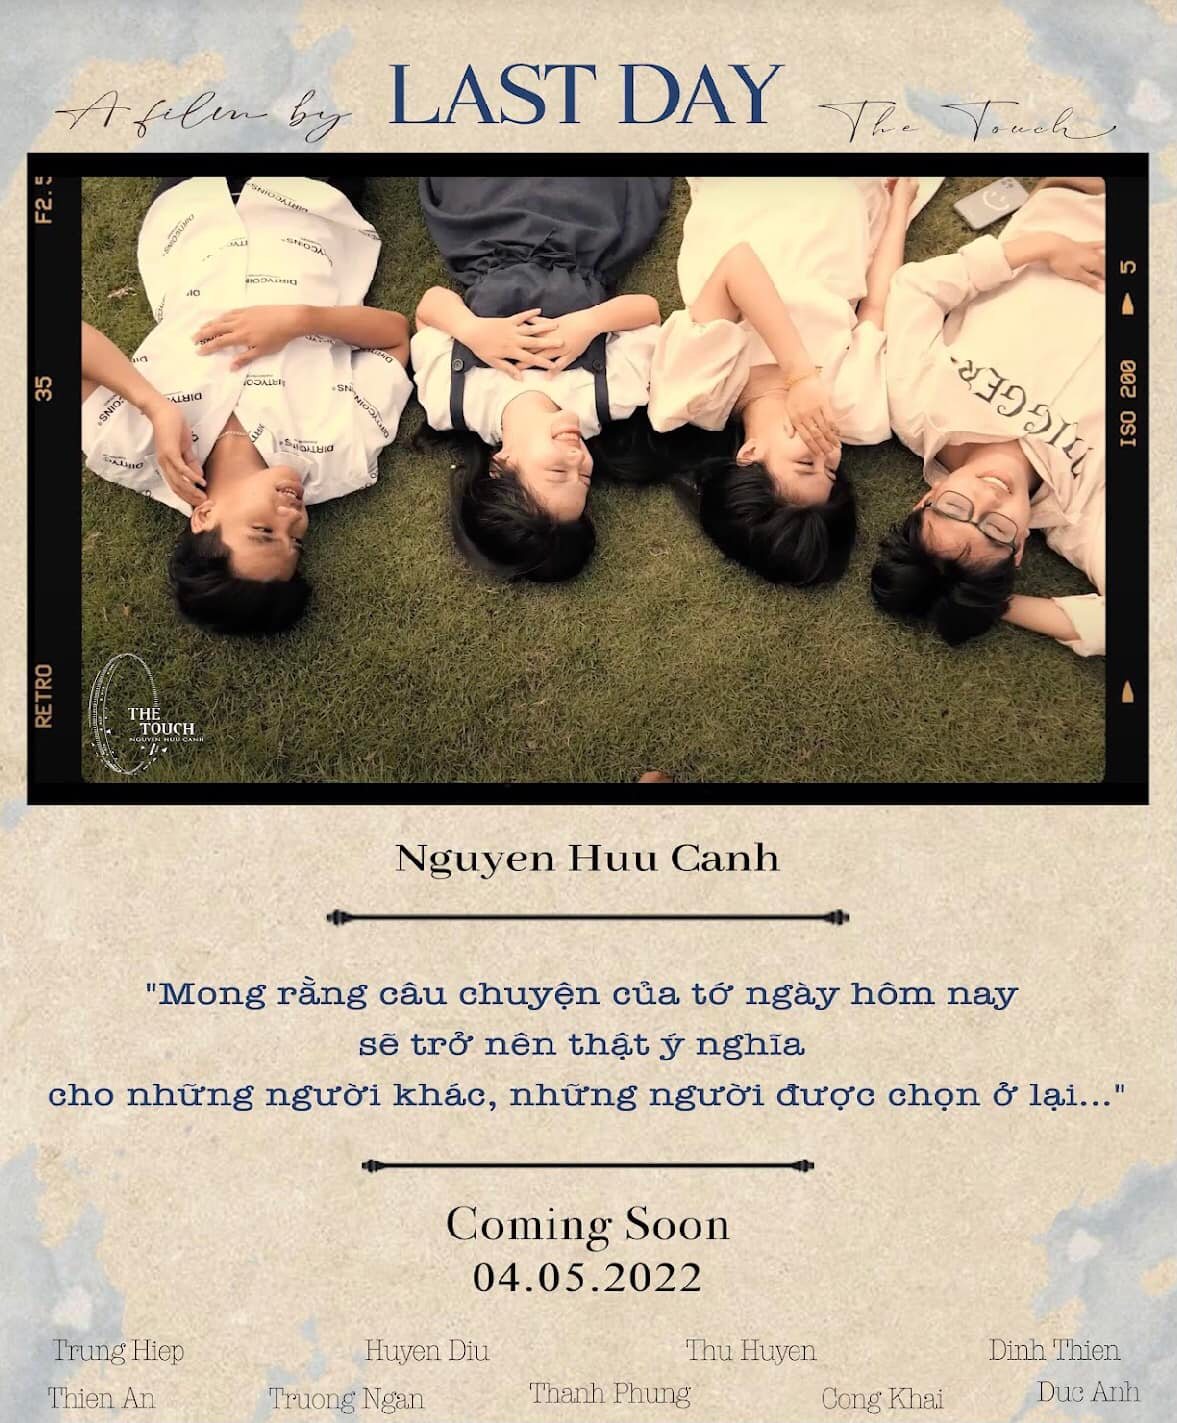 A film by LAST DAY The Touch
F2.5
35
RETRO
5
ISO 200
DIRTYCOINS
DIRTYCOINS
THE
TOUCH
NGUYEN HUU CANH
Nguyen Huu Canh
"Mong rằng câu chuyện của tớ ngày hôm nay
sẽ trở nên thật ý nghĩa
cho những người khác, những người được chọn ở lại..."
Coming Soon
04.05.2022
Trung Hiep Huyen Diu Thu Huyen Dinh Thien
Thien An Truong Ngan Thanh Phung Cong Khai Duc Anh